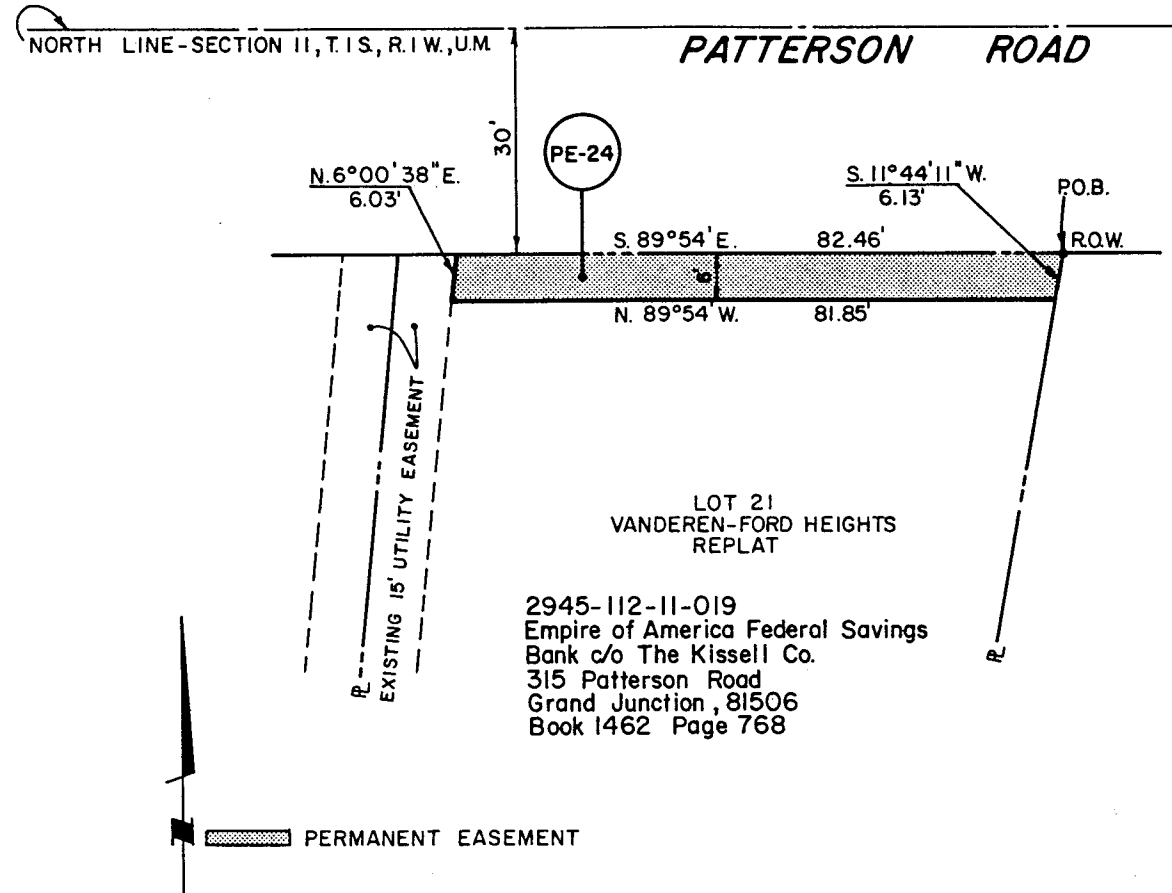 NORTH LINE-SECTION 11, T. 1 S., R. 1 W., U.M.
PATTERSON ROAD
30'
PE-24
N. 6°00'38" E.
6.03'
S. 11°44'11" W.
6.13'
P.O.B.
S. 89°54' E. 82.46'
R.O.W.
6'
N. 89°54' W. 81.85'
EXISTING 15' UTILITY EASEMENT
PL
PL
LOT 21
VANDEREN-FORD HEIGHTS
REPLAT
2945-112-11-019
Empire of America Federal Savings
Bank c/o The Kissell Co.
315 Patterson Road
Grand Junction, 81506
Book 1462 Page 768
N
PERMANENT EASEMENT